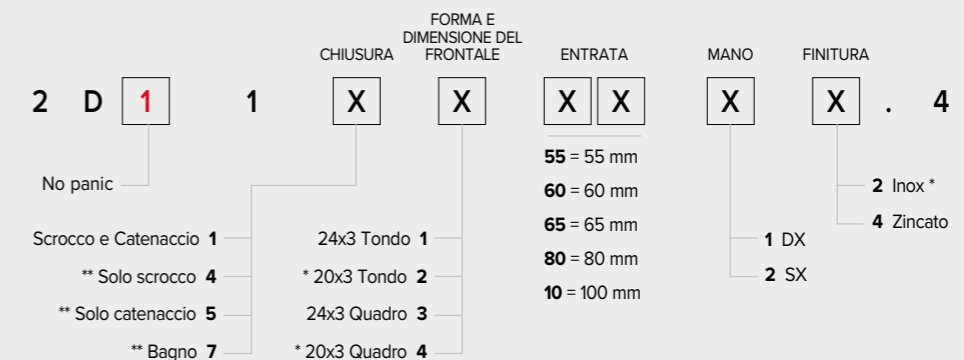 FORMA E
DIMENSIONE DEL
CHIUSURA FRONTALE ENTRATA MANO FINITURA
2 D 1 1 X X X X X X . 4
55 = 55 mm
60 = 60 mm
65 = 65 mm
80 = 80 mm
10 = 100 mm
No panic
Scrocco e Catenaccio 1
** Solo scrocco 4
** Solo catenaccio 5
** Bagno 7
24x3 Tondo 1
* 20x3 Tondo 2
24x3 Quadro 3
* 20x3 Quadro 4
1 DX
2 SX
2 Inox *
4 Zincato